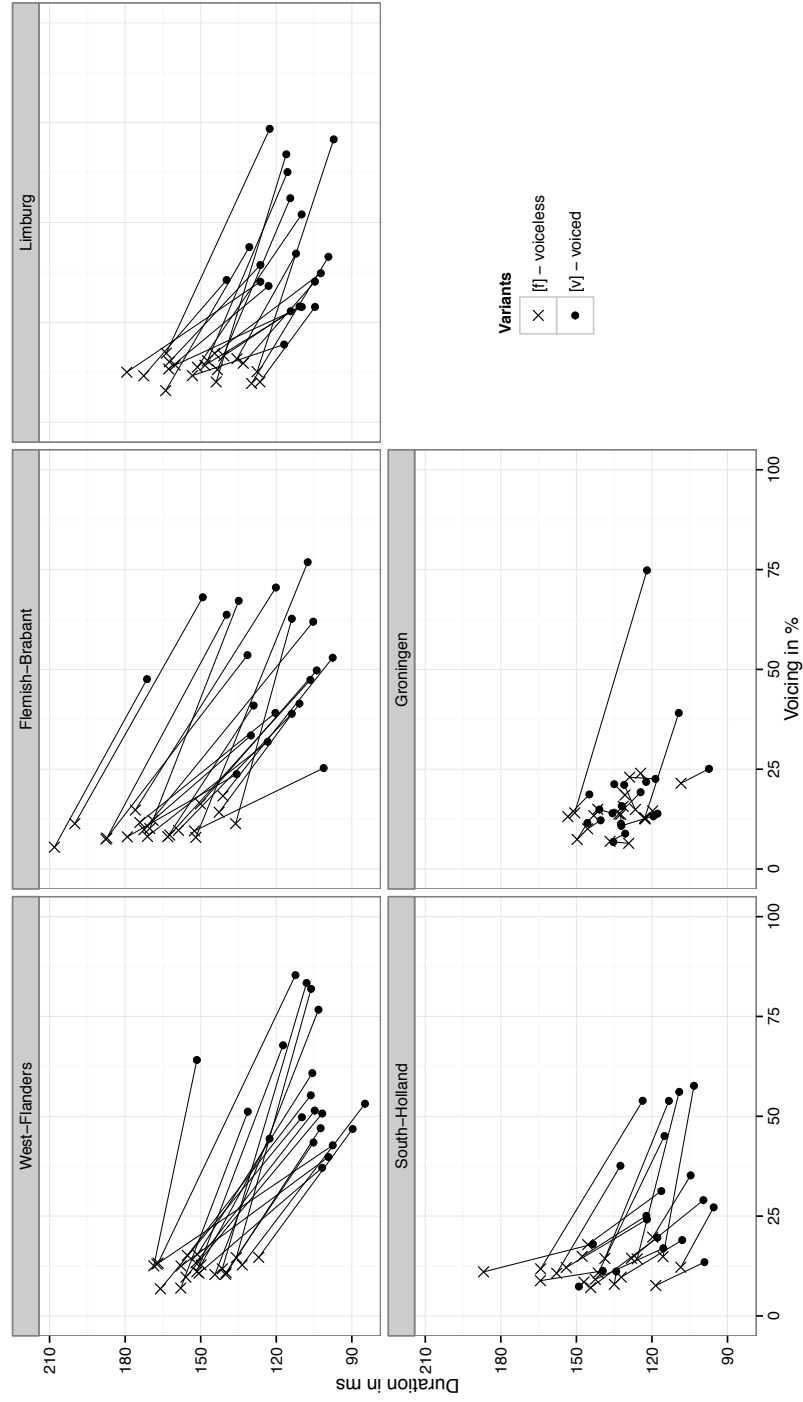 West−Flanders
Flemish−Brabant
Limburg
210
180
150
120
90
South−Holland
Groningen
210
180
150
120
90
0
25
50
75
100
0
25
50
75
100
Duration in ms
Voicing in %
Variants
[f] − voiceless
[v] − voiced